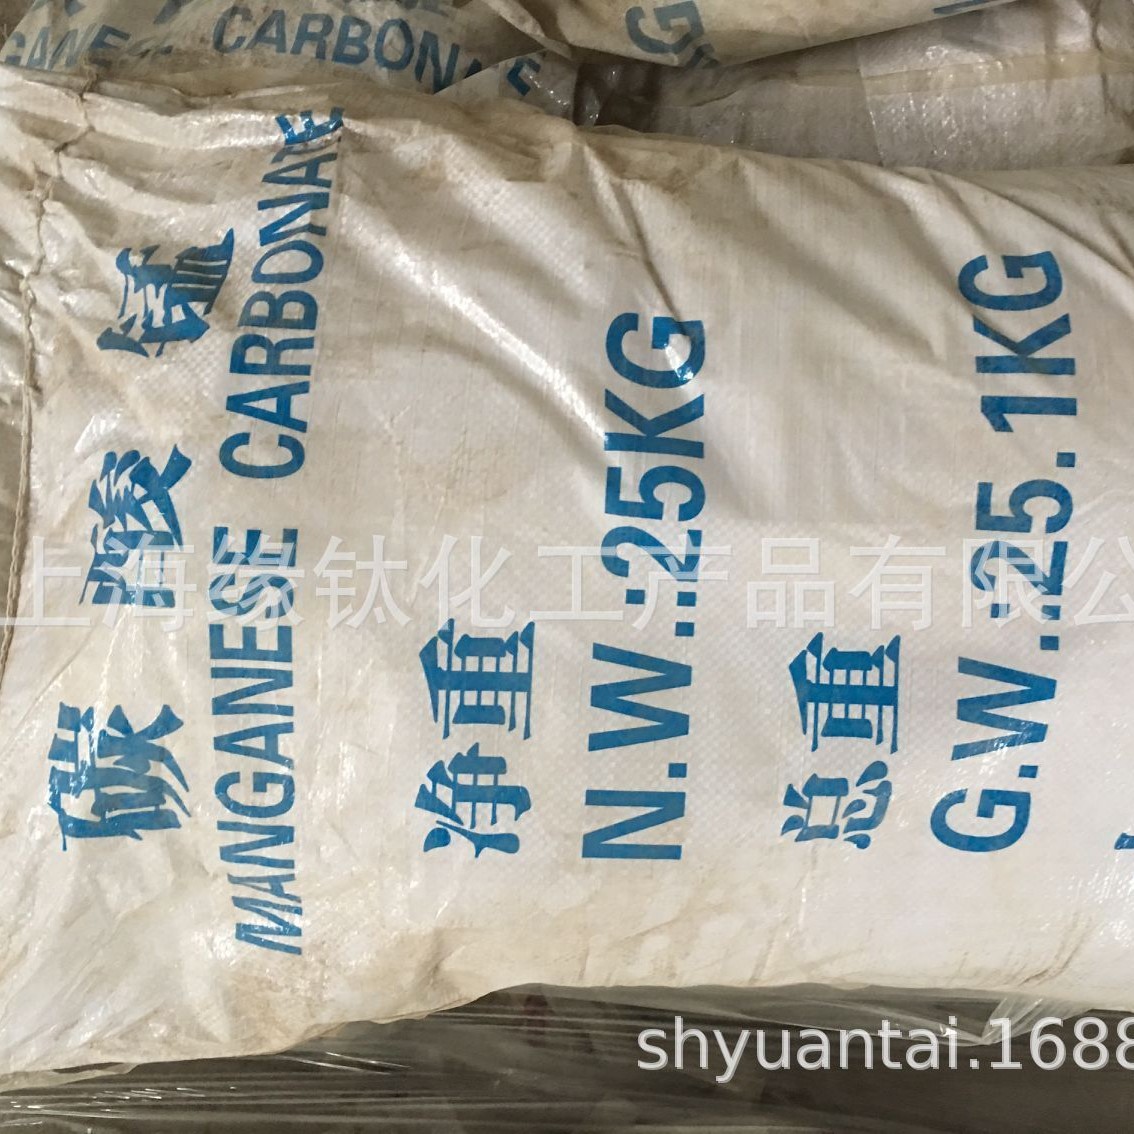 碳酸锰
MANGANESE CARBONATE
净重
N.W.:25KG
总重
G.W.:25.1KG
GANESE CARBONATE
G
上海缘钛化工产品有限公
shyuantai.1688